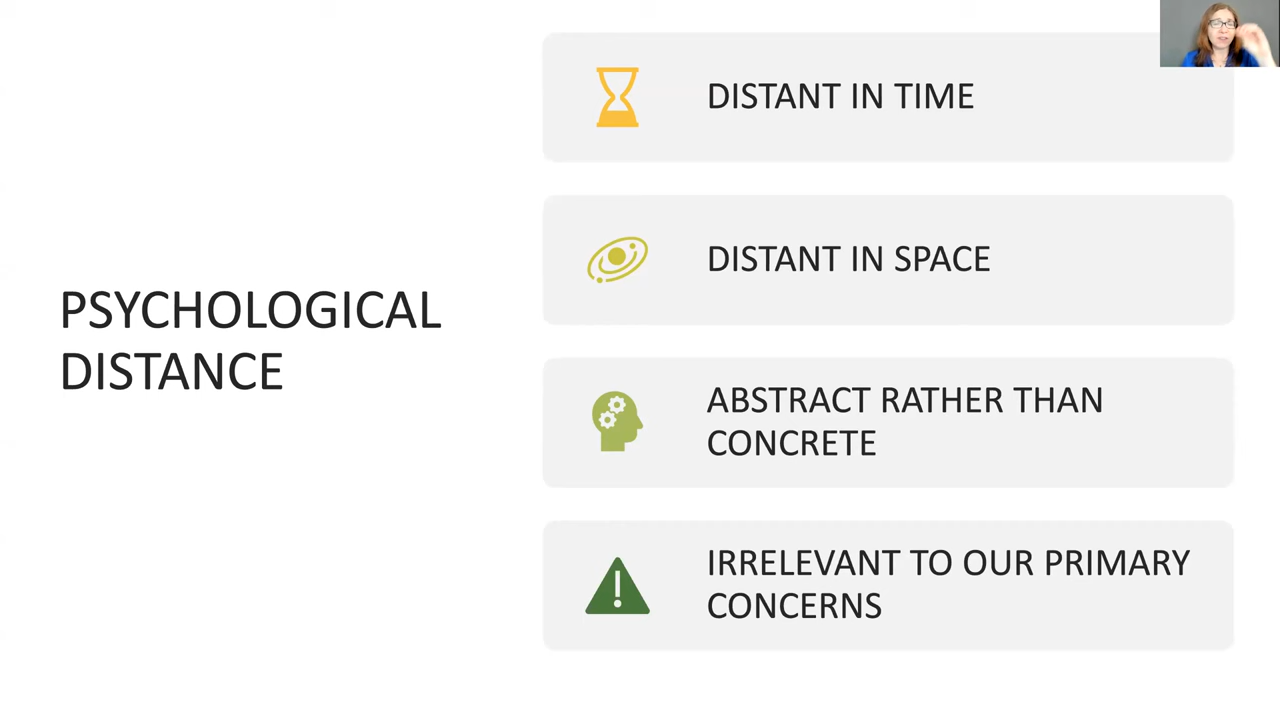 PSYCHOLOGICAL
DISTANCE
DISTANT IN TIME
DISTANT IN SPACE
ABSTRACT RATHER THAN
CONCRETE
IRRELEVANT TO OUR PRIMARY
CONCERNS